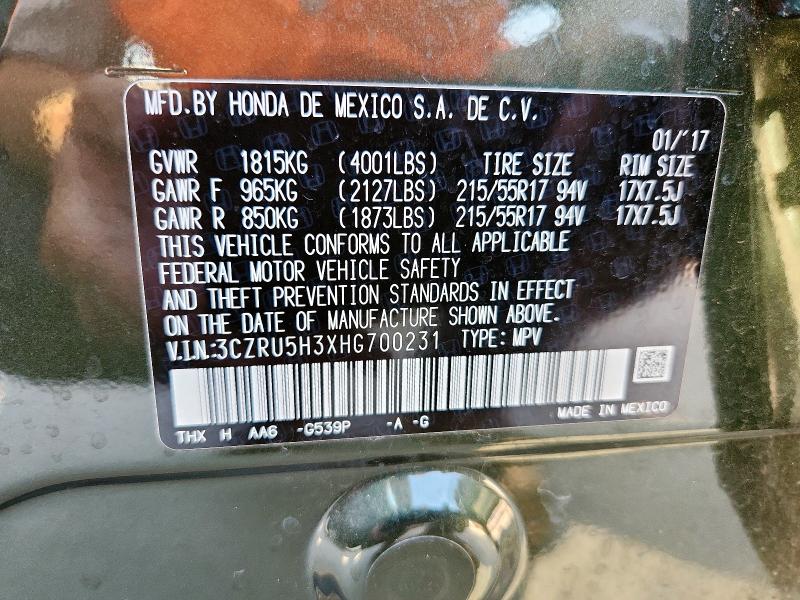 MFD.BY HONDA DE MEXICO S.A. DE C.V.
01/'17
GVWR 1815KG (4001LBS) TIRE SIZE RIM SIZE
GAWR F 965KG (2127LBS) 215/55R17 94V 17X7.5J
GAWR R 850KG (1873LBS) 215/55R17 94V 17X7.5J
THIS VEHICLE CONFORMS TO ALL APPLICABLE
FEDERAL MOTOR VEHICLE SAFETY
AND THEFT PREVENTION STANDARDS IN EFFECT
ON THE DATE OF MANUFACTURE SHOWN ABOVE.
V.I.N.:3CZRU5H3XHG700231 TYPE: MPV
MADE IN MEXICO
THX H AA6 -G539P -A -G